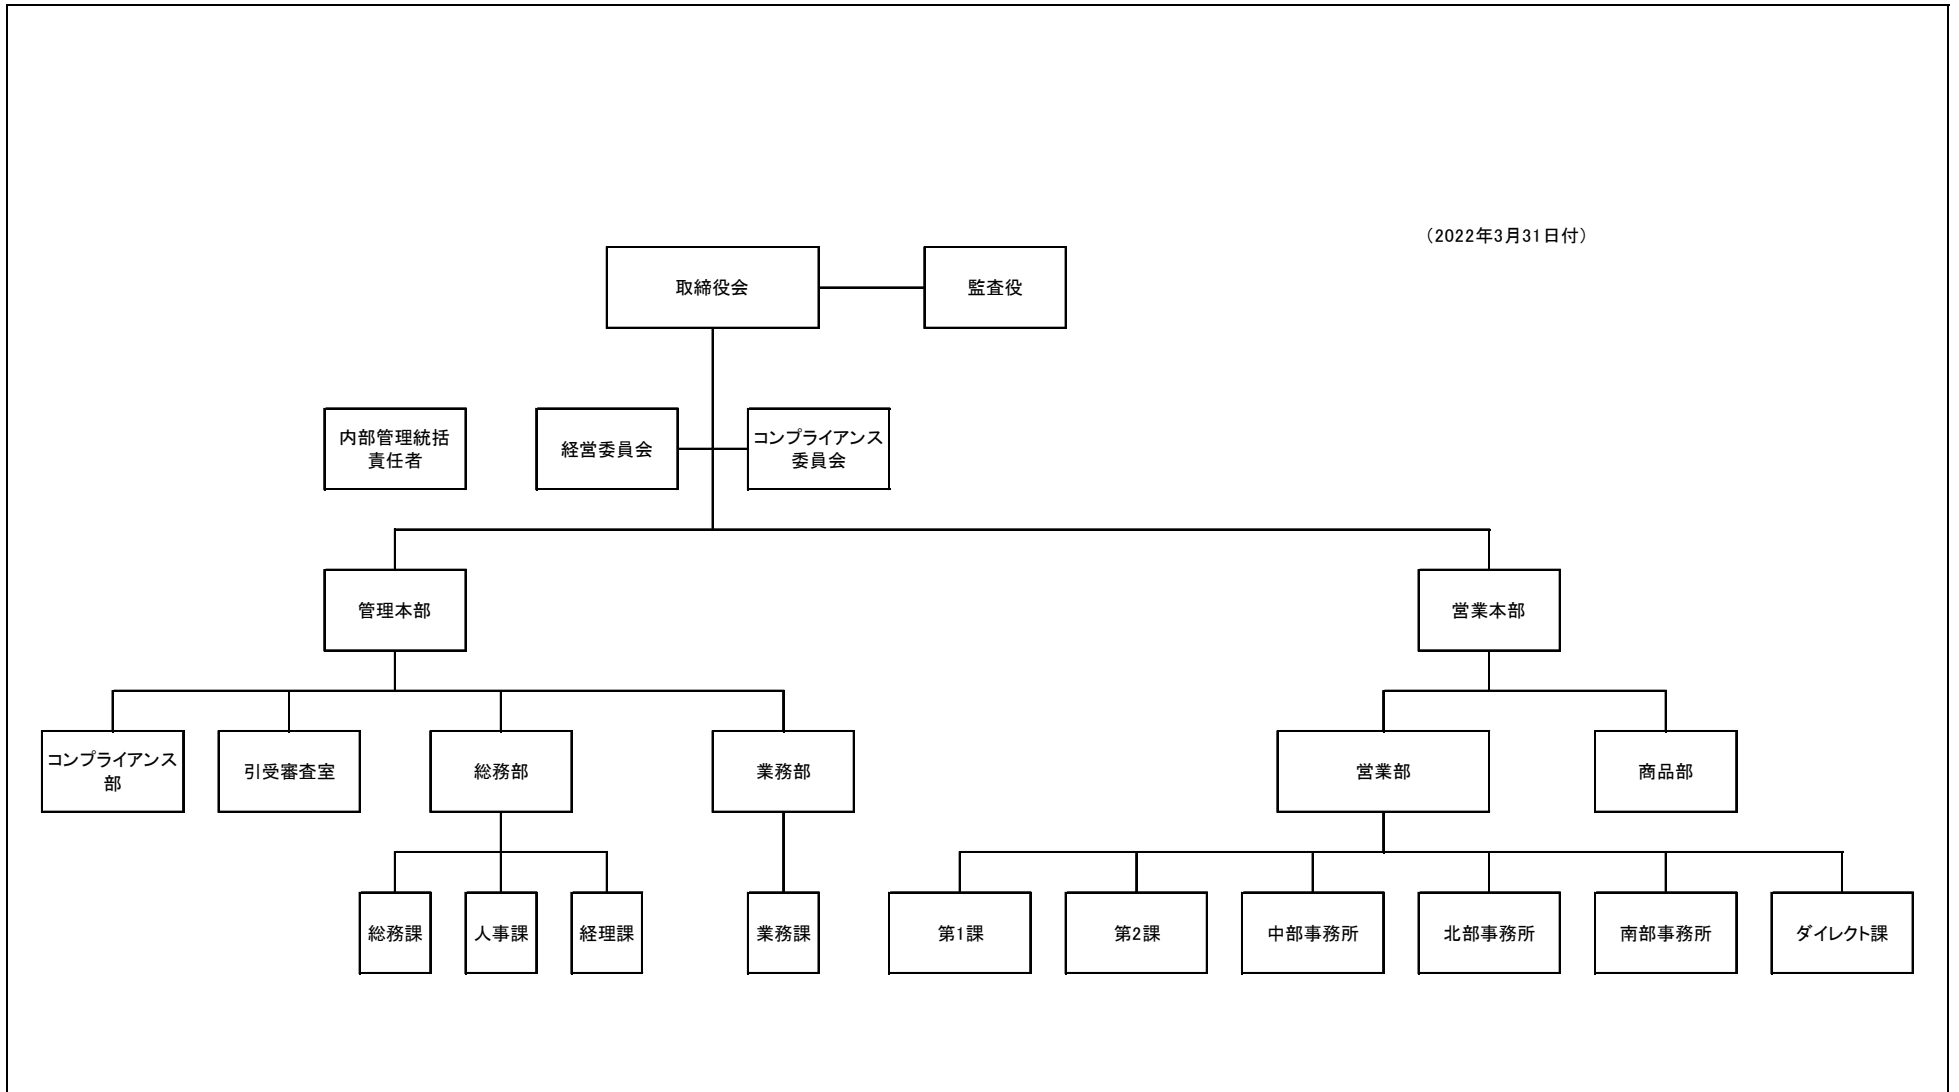 （2022年3月31日付）
取締役会
監査役
内部管理統括
責任者
経営委員会
コンプライアンス
委員会
管理本部
営業本部
コンプライアンス
部
引受審査室
総務部
業務部
営業部
商品部
総務課
人事課
経理課
業務課
第1課
第2課
中部事務所
北部事務所
南部事務所
ダイレクト課